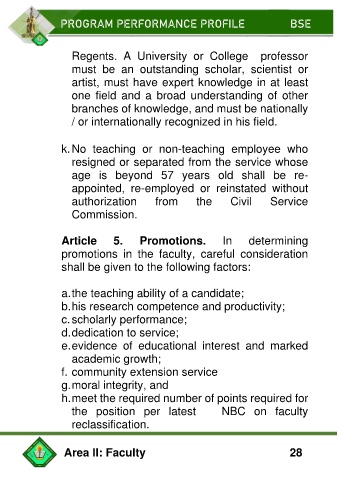 PROGRAM PERFORMANCE PROFILE BSE
Regents. A University or College professor
must be an outstanding scholar, scientist or
artist, must have expert knowledge in at least
one field and a broad understanding of other
branches of knowledge, and must be nationally
/ or internationally recognized in his field.
k. No teaching or non-teaching employee who
resigned or separated from the service whose
age is beyond 57 years old shall be re-
appointed, re-employed or reinstated without
authorization from the Civil Service
Commission.
Article 5. Promotions. In determining
promotions in the faculty, careful consideration
shall be given to the following factors:
a. the teaching ability of a candidate;
b. his research competence and productivity;
c. scholarly performance;
d. dedication to service;
e. evidence of educational interest and marked
academic growth;
f. community extension service
g. moral integrity, and
h. meet the required number of points required for
the position per latest NBC on faculty
reclassification.
Area II: Faculty 28